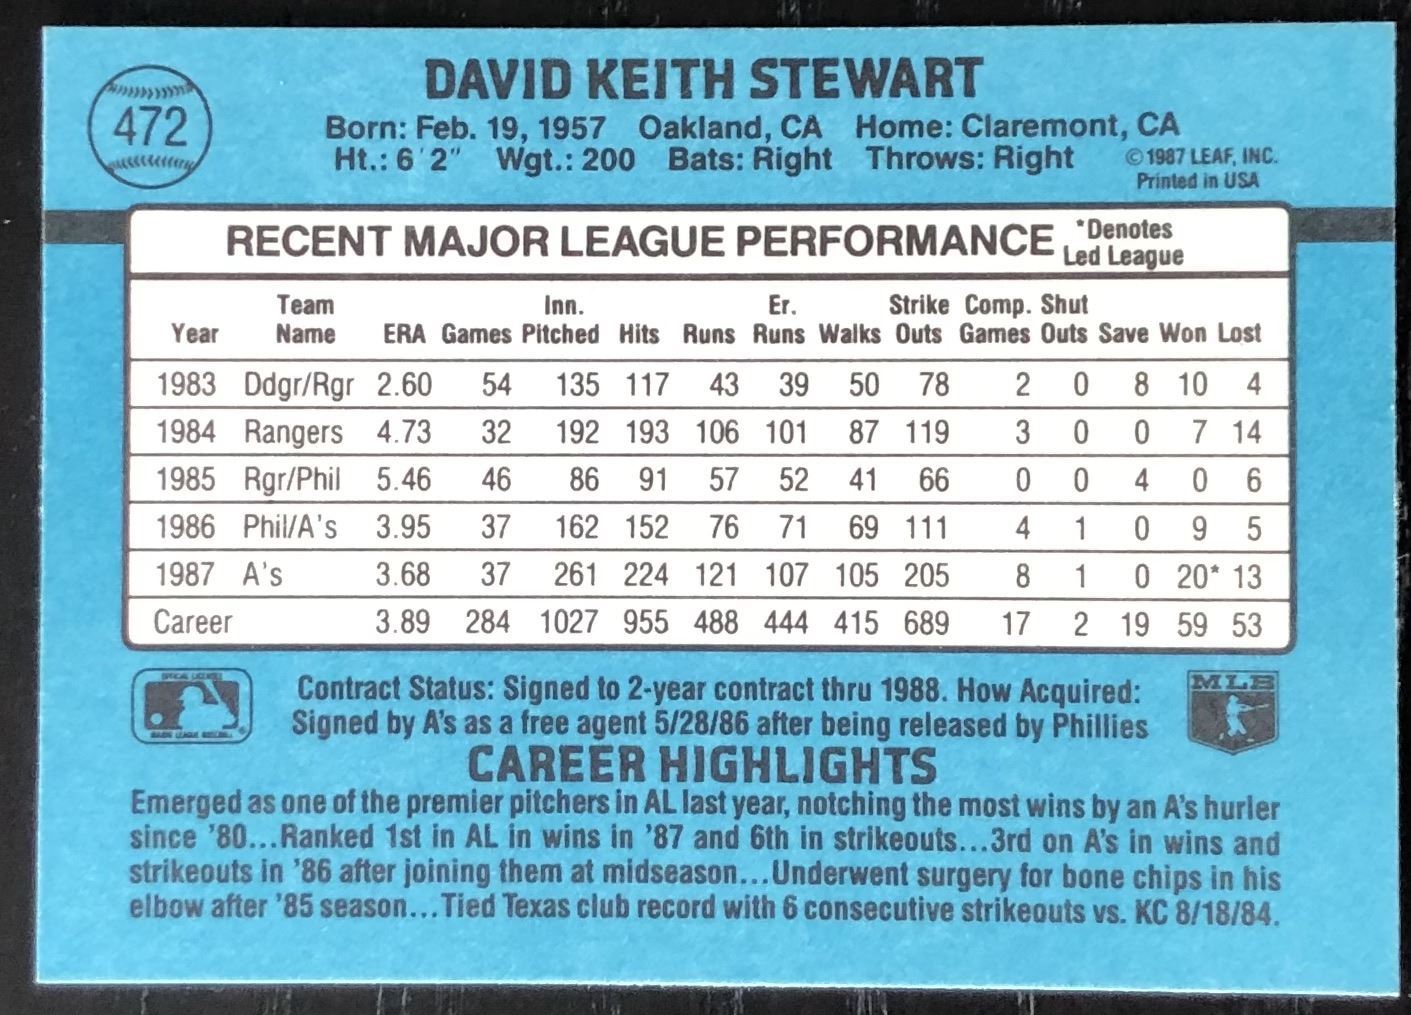 472
DAVID KEITH STEWART
Born: Feb. 19, 1957 Oakland, CA Home: Claremont, CA
Ht.: 6'2" Wgt.: 200 Bats: Right Throws: Right
©1987 LEAF, INC.
Printed in USA
RECENT MAJOR LEAGUE PERFORMANCE
*Denotes
Led League
Year Team Name ERA Games Inn. Pitched Hits Runs Er. Runs Walks Strike Outs Comp. Games Shut Outs Save Won Lost
1983 Ddgr/Rgr 2.60 54 135 117 43 39 50 78 2 0 8 10 4
1984 Rangers 4.73 32 192 193 106 101 87 119 3 0 0 7 14
1985 Rgr/Phil 5.46 46 86 91 57 52 41 66 0 0 4 0 6
1986 Phil/A's 3.95 37 162 152 76 71 69 111 4 1 0 9 5
1987 A's 3.68 37 261 224 121 107 105 205 8 1 0 20* 13
Career 3.89 284 1027 955 488 444 415 689 17 2 19 59 53
Contract Status: Signed to 2-year contract thru 1988. How Acquired:
Signed by A's as a free agent 5/28/86 after being released by Phillies
MLB
CAREER HIGHLIGHTS
Emerged as one of the premier pitchers in AL last year, notching the most wins by an A's hurler
since '80...Ranked 1st in AL in wins in '87 and 6th in strikeouts...3rd on A's in wins and
strikeouts in '86 after joining them at midseason...Underwent surgery for bone chips in his
elbow after '85 season...Tied Texas club record with 6 consecutive strikeouts vs. KC 8/18/84.